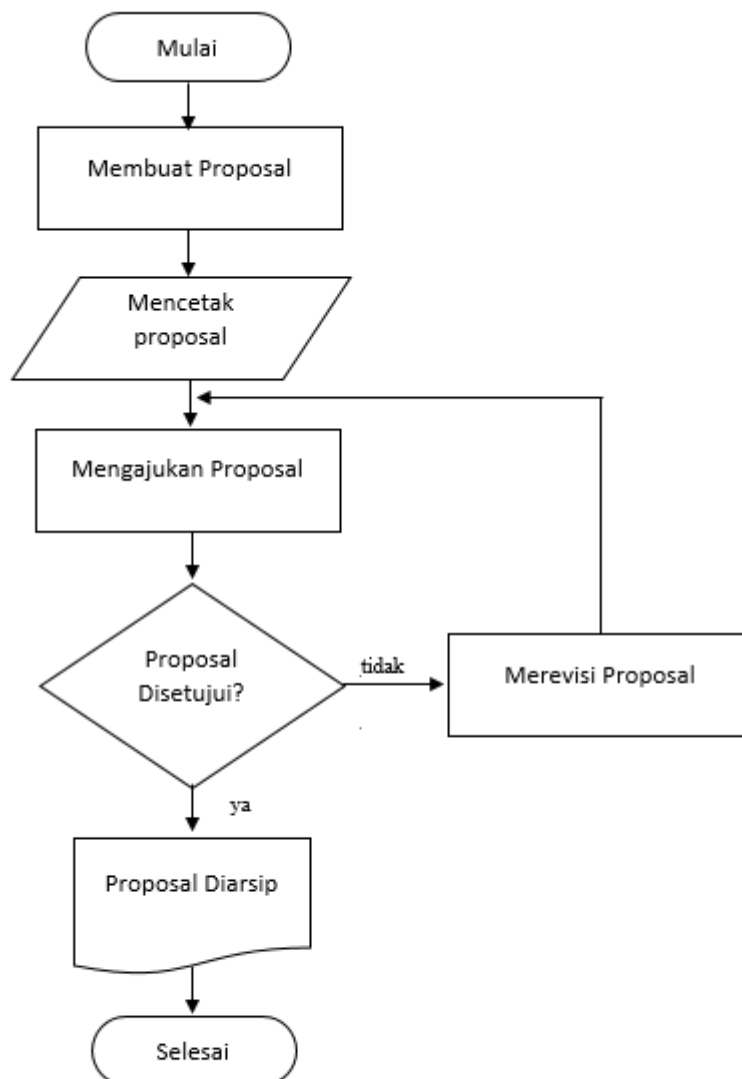 Mulai
Membuat Proposal
Mencetak
proposal
Mengajukan Proposal
Proposal
Disetujui?
tidak
Merevisi Proposal
ya
Proposal Diarsip
Selesai